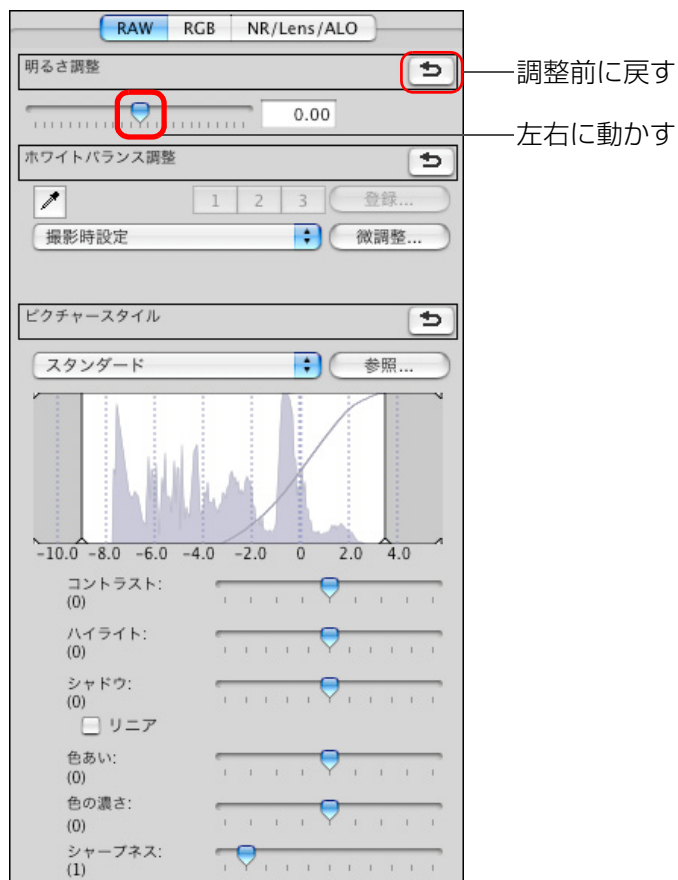 RAW RGB NR/Lens/ALO
明るさ調整
調整前に戻す
0.00
左右に動かす
ホワイトバランス調整
1 2 3 登録...
撮影時設定 微調整...
ピクチャースタイル
スタンダード 参照...
-10.0 -8.0 -6.0 -4.0 -2.0 0 2.0 4.0
コントラスト:
(0)
ハイライト:
(0)
シャドウ:
(0)
リニア
色あい:
(0)
色の濃さ:
(0)
シャープネス:
(1)